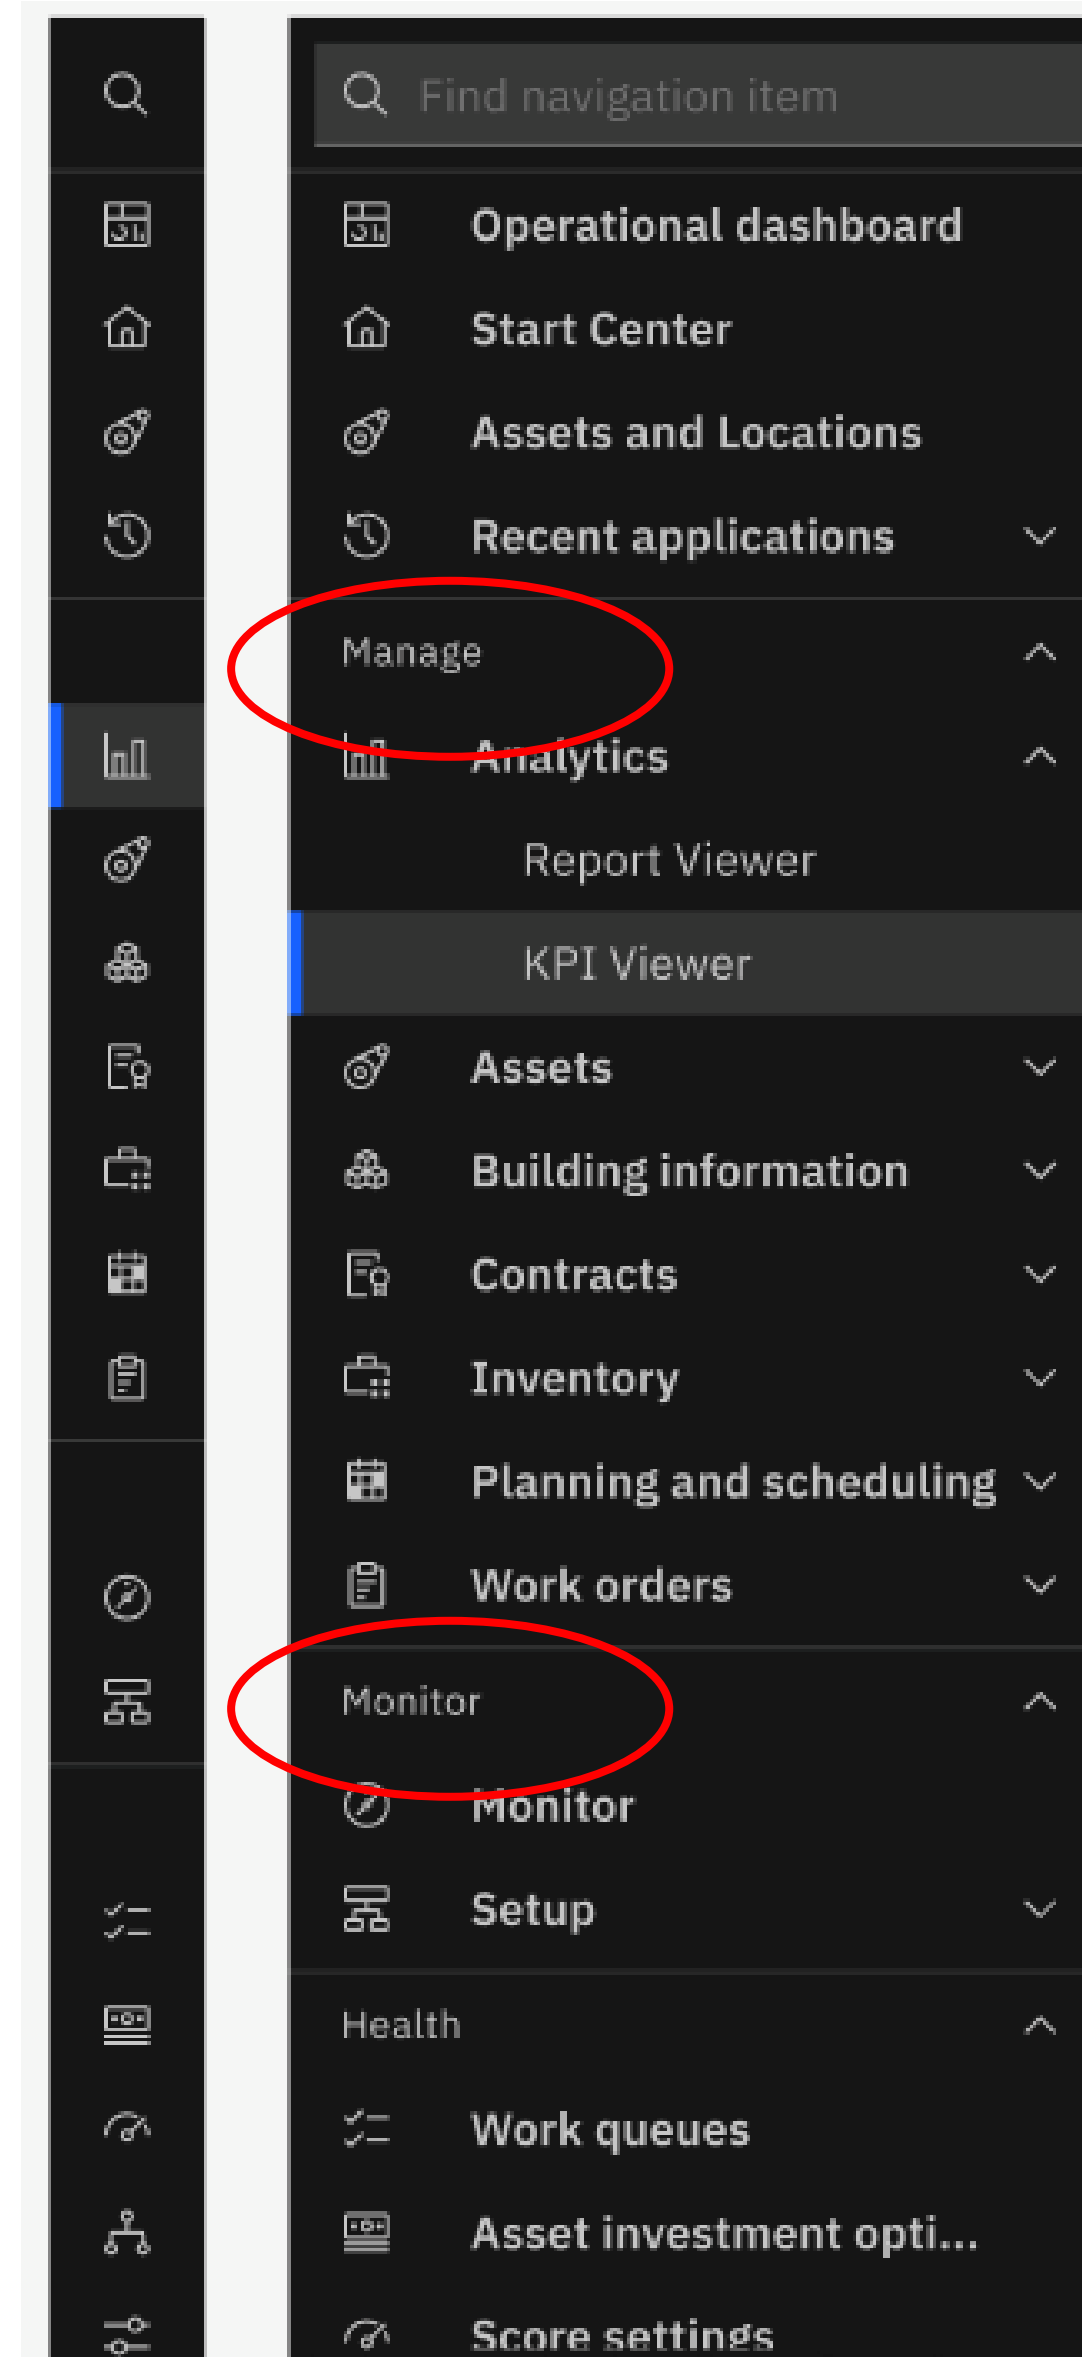 Find navigation item
Operational dashboard
Start Center
Assets and Locations
Recent applications
Manage
Analytics
Report Viewer
KPI Viewer
Assets
Building information
Contracts
Inventory
Planning and scheduling
Work orders
Monitor
Monitor
Setup
Health
Work queues
Asset investment opti...
Score settings